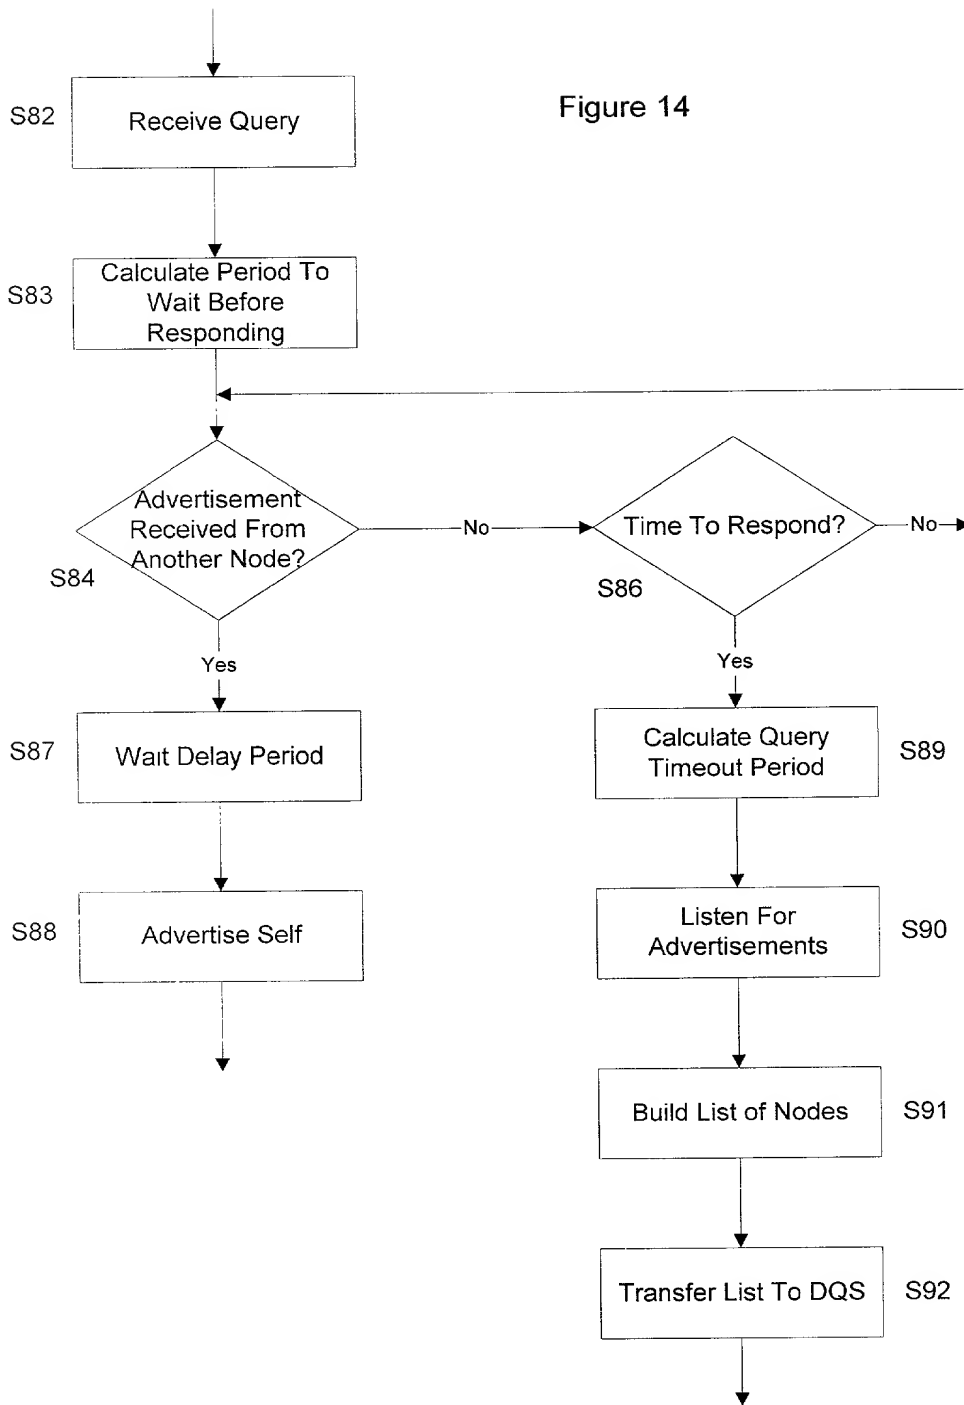 Figure 14
S82
Receive Query
S83
Calculate Period To
Wait Before
Responding
Advertisement
Received From
Another Node?
S84
No
Time To Respond?
S86
No
Yes
Yes
S87
Wait Delay Period
Calculate Query
Timeout Period
S89
S88
Advertise Self
Listen For
Advertisements
S90
Build List of Nodes
S91
Transfer List To DQS
S92